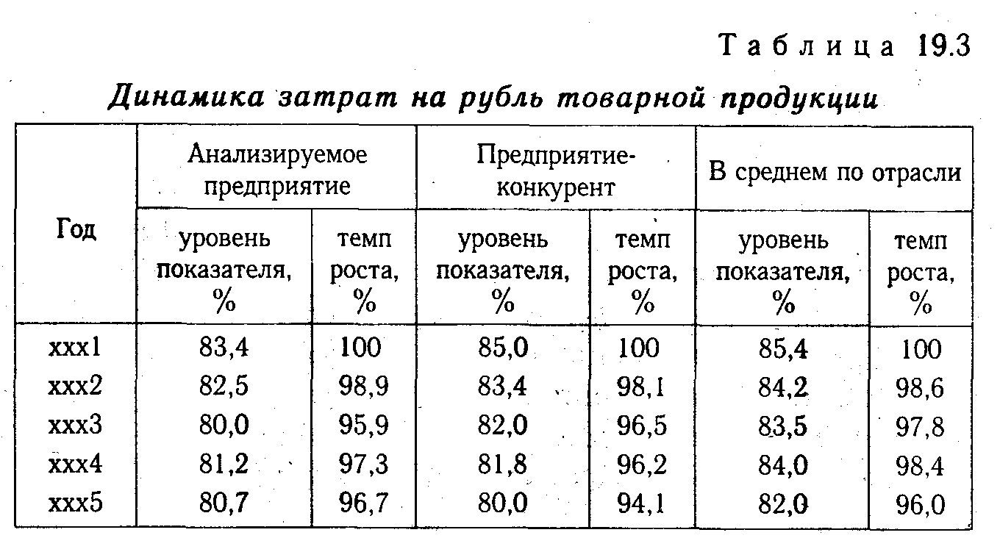 Таблица 19.3
Динамика затрат на рубль товарной продукции
Год
Анализируемое
предприятие
Предприятие-
конкурент
В среднем по отрасли
уровень
показателя,
%
темп
роста,
%
уровень
показателя,
%
темп
роста,
%
уровень
показателя,
%
темп
роста,
%
xxx1 83,4 100 85,0 100 85,4 100
xxx2 82,5 98,9 83,4 98,1 84,2 98,6
xxx3 80,0 95,9 82,0 96,5 83,5 97,8
xxx4 81,2 97,3 81,8 96,2 84,0 98,4
xxx5 80,7 96,7 80,0 94,1 82,0 96,0